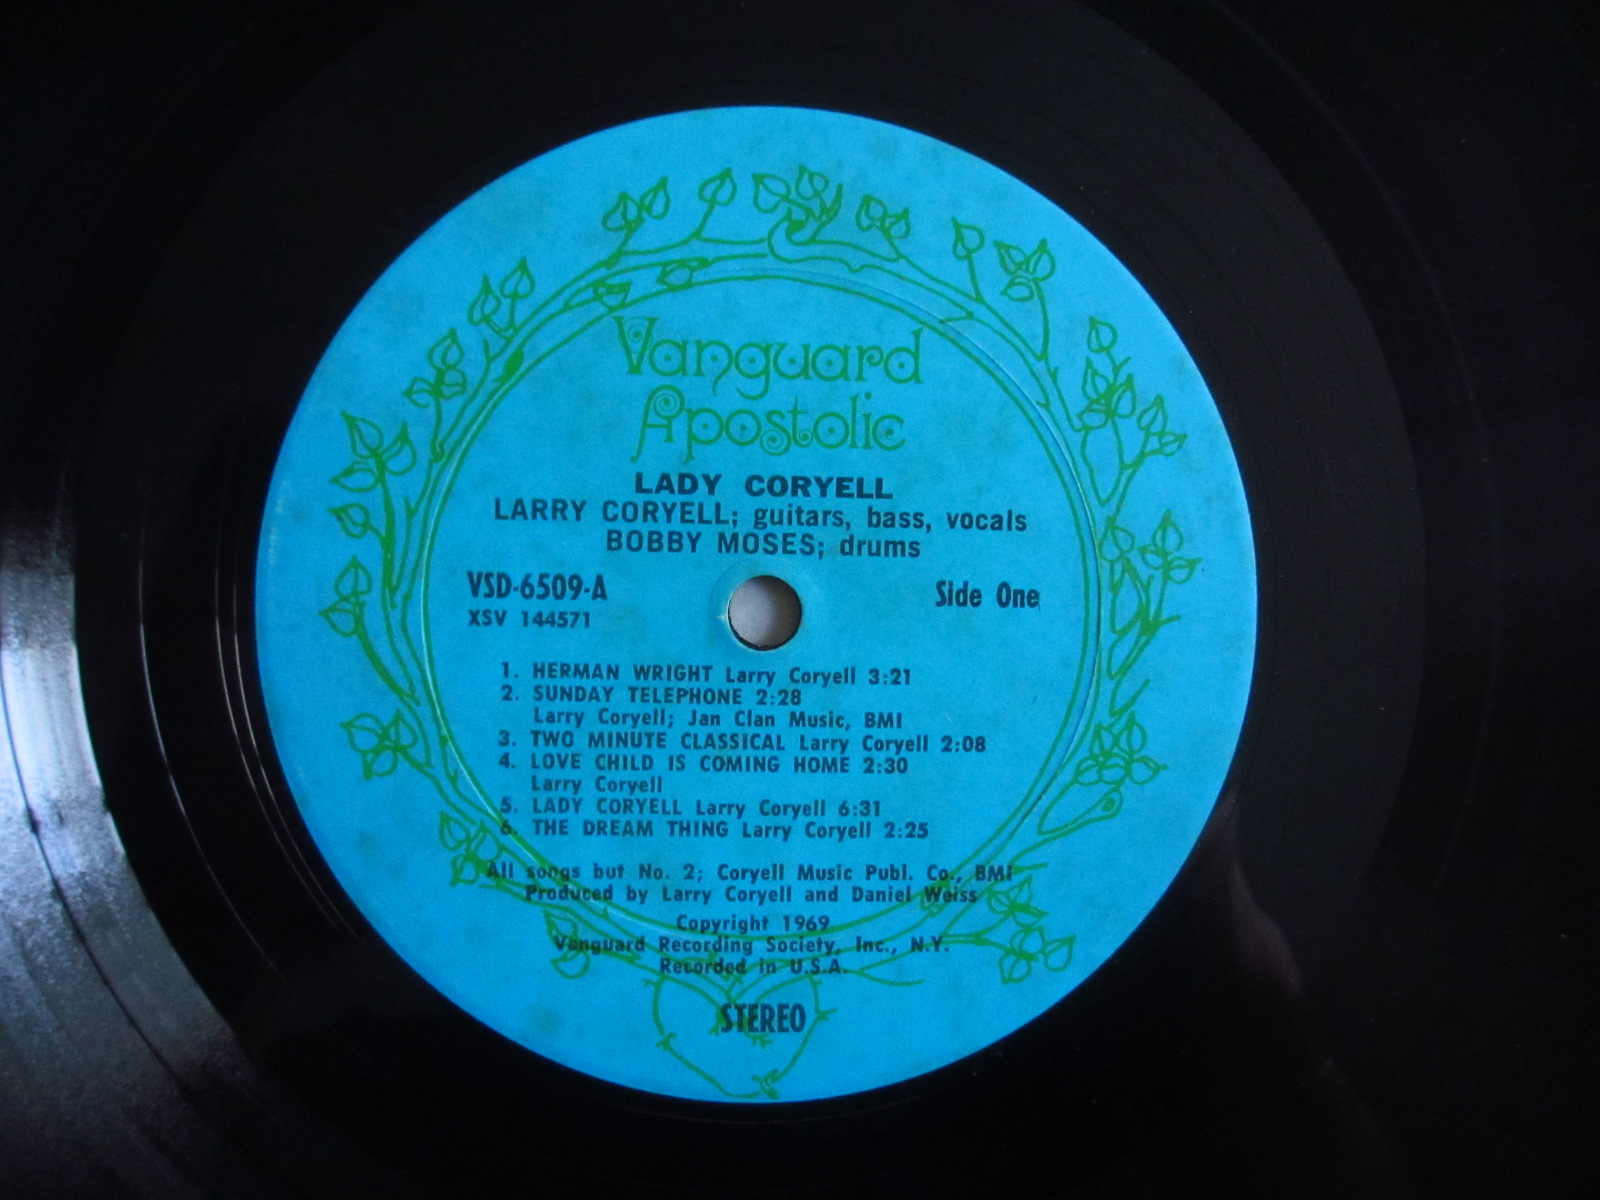 Vanguard
Apostolic
LADY CORYELL
LARRY CORYELL; guitars, bass, vocals
BOBBY MOSES; drums
VSD-6509-A
Side One
XSV 144571
1. HERMAN WRIGHT Larry Coryell 3:21
2. SUNDAY TELEPHONE 2:28
Larry Coryell; Jan Clan Music, BMI
3. TWO MINUTE CLASSICAL Larry Coryell 2:08
4. LOVE CHILD IS COMING HOME 2:30
Larry Coryell
5. LADY CORYELL Larry Coryell 6:31
6. THE DREAM THING Larry Coryell 2:25
All songs but No. 2; Coryell Music Publ. Co., BMI
Produced by Larry Coryell and Daniel Weiss
Copyright 1969
Vanguard Recording Society, Inc., N.Y.
Recorded in U.S.A.
STEREO